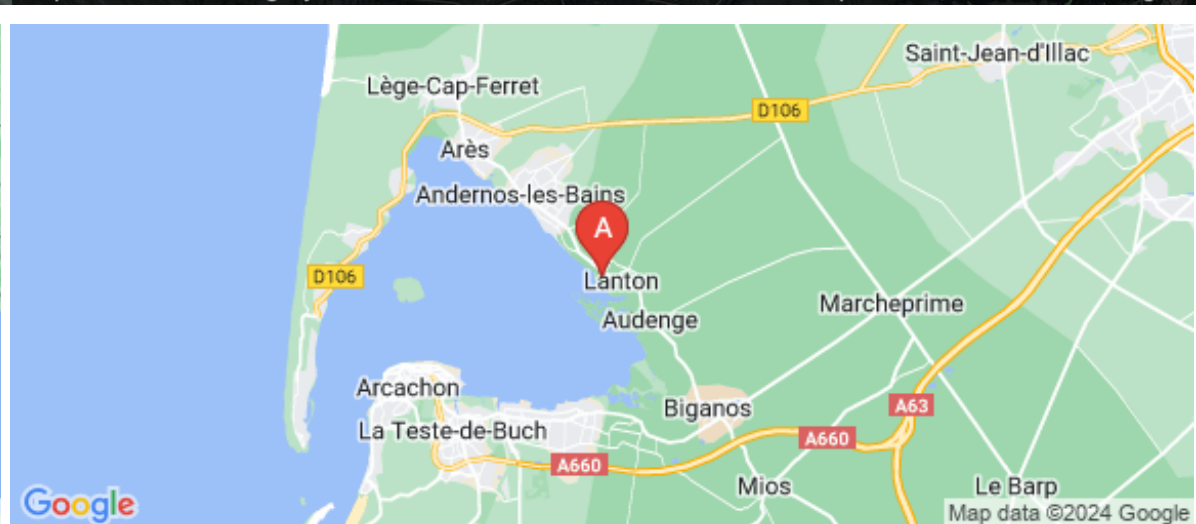 Saint-Jean-d'Illac
Lège-Cap-Ferret
D106
Arès
Andernos-les-Bains
A
D106
Lanton
Marcheprime
Audenge
Arcachon
Biganos
A63
La Teste-de-Buch
A660
A660
Mios
Le Barp
Google
Map data ©2024 Google